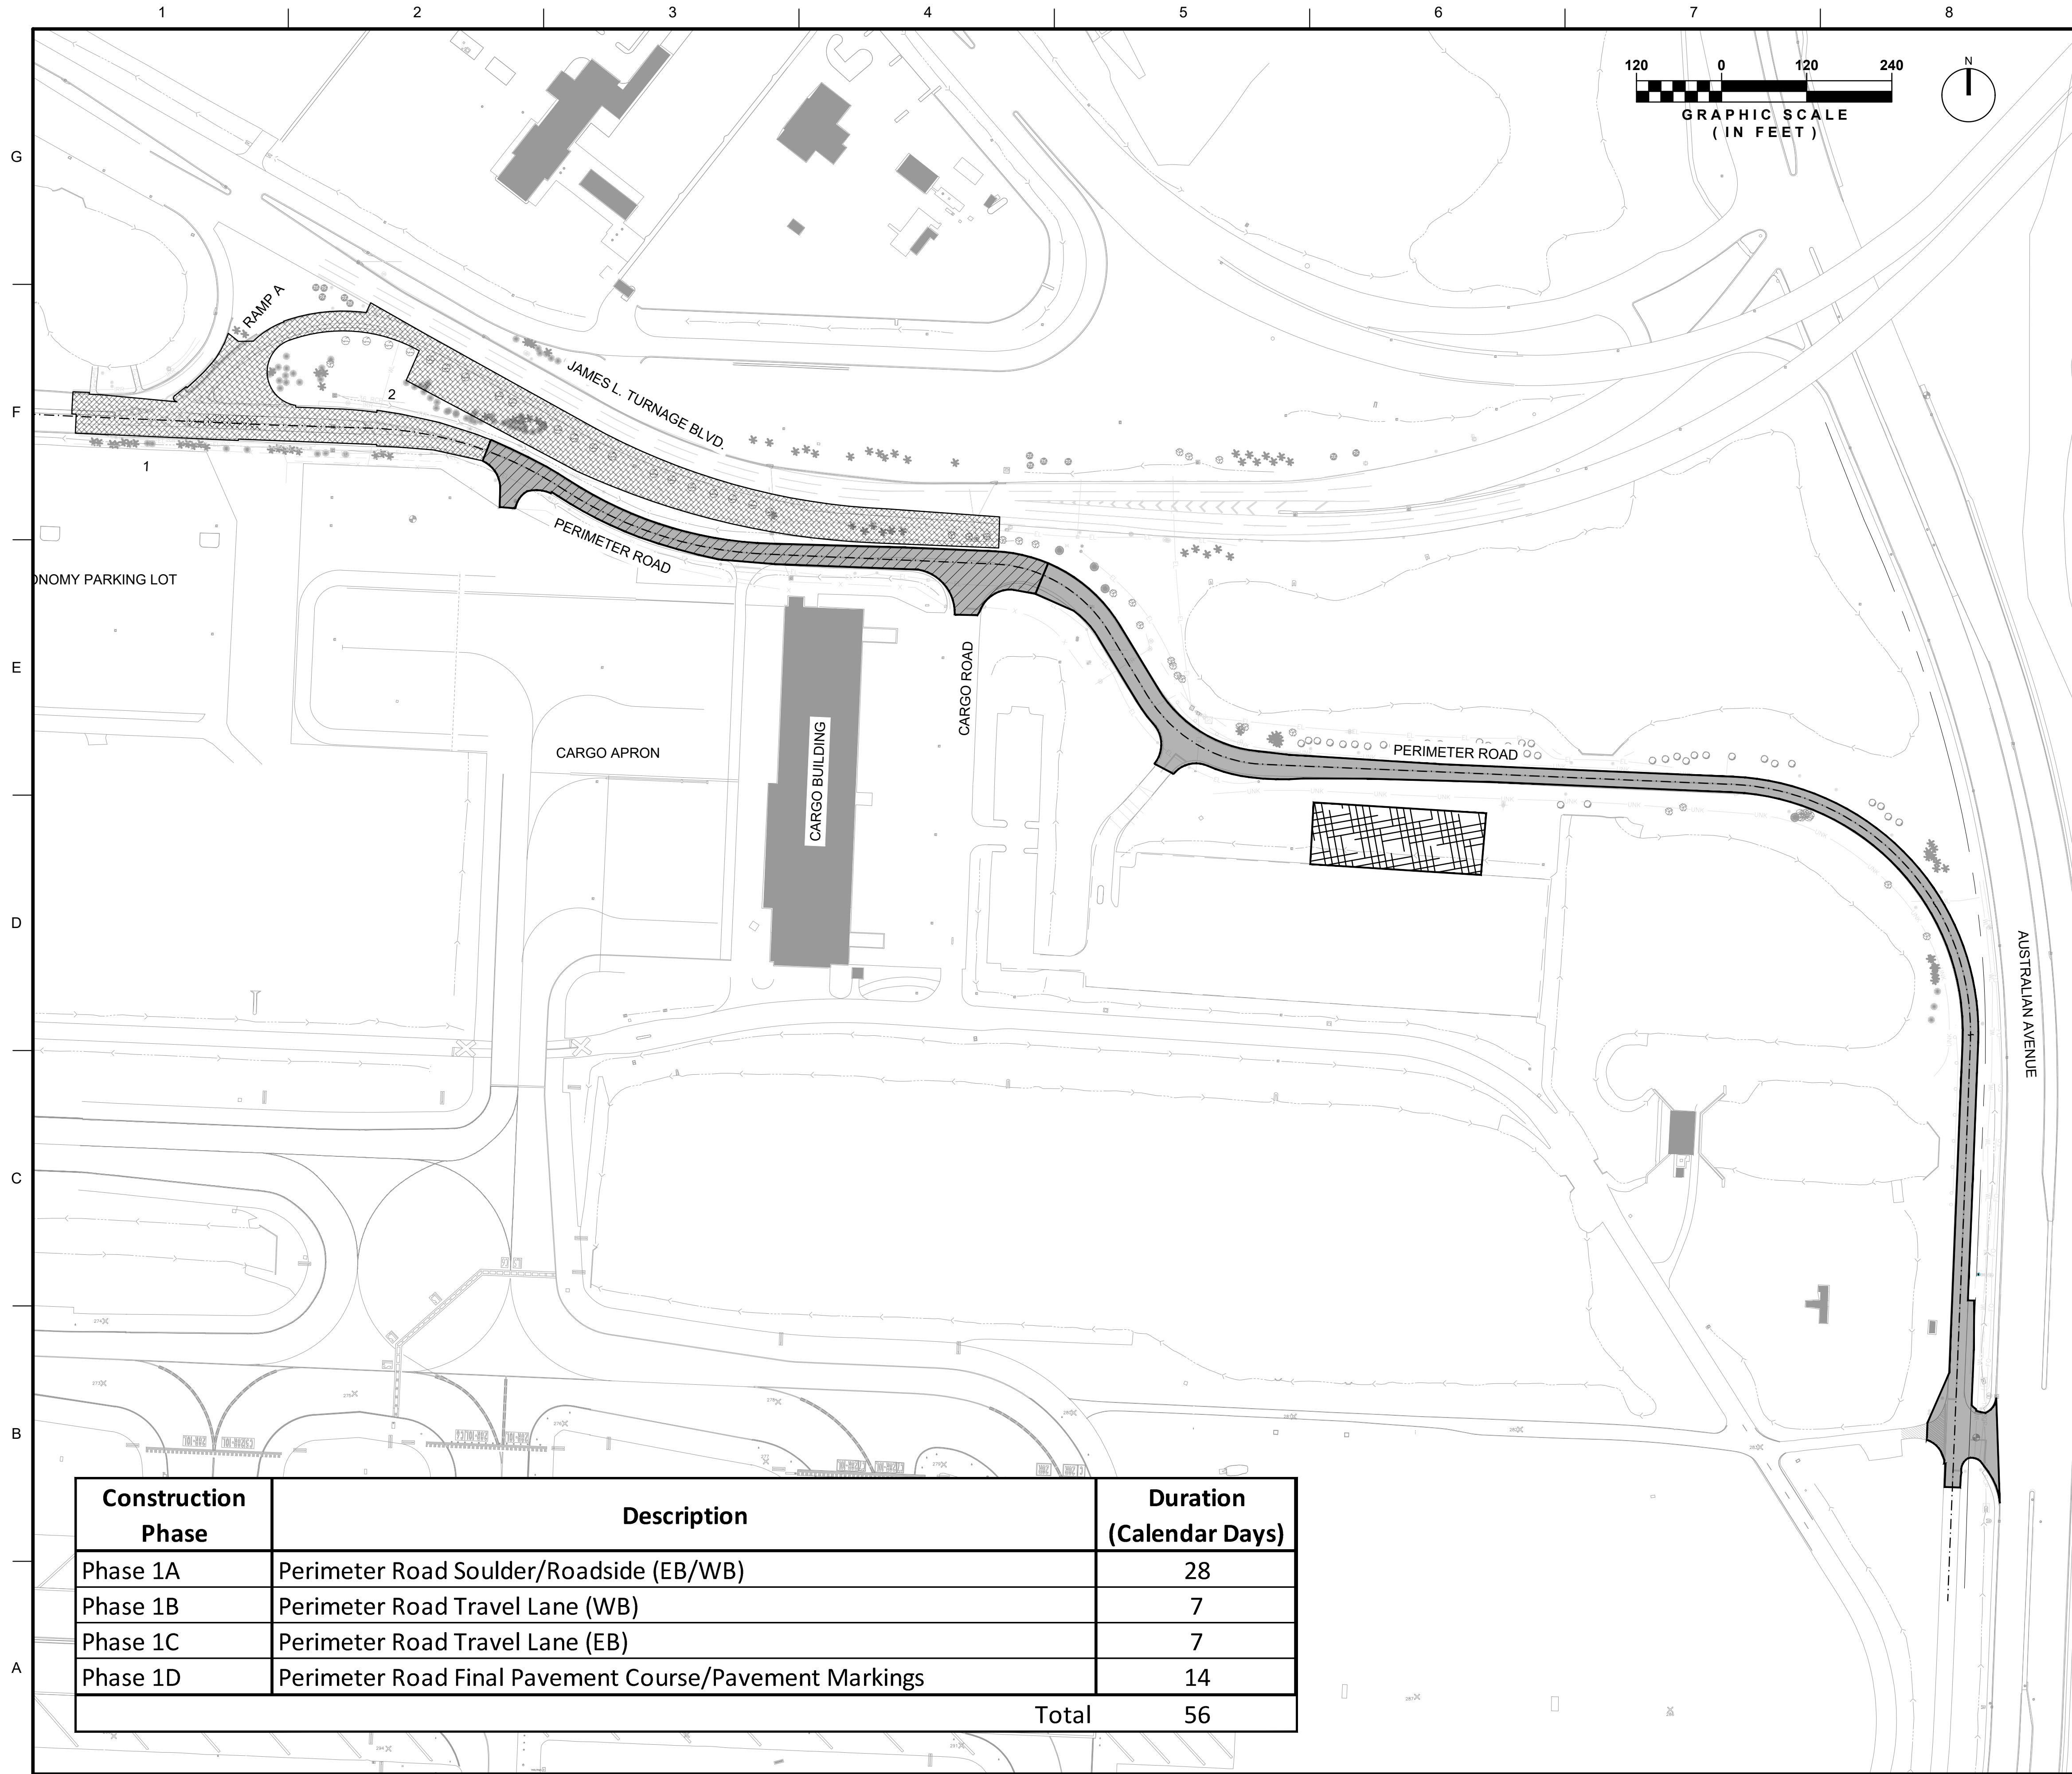 1 2 3 4 5 6 7 8
120 0 120 240
N
GRAPHIC SCALE
(IN FEET)
G
RAMP A
JAMES L. TURNAGE BLVD.
2
F
1
PERIMETER ROAD
ONOMY PARKING LOT
E
CARGO ROAD
CARGO APRON
CARGO BUILDING
PERIMETER ROAD
D
AUSTRALIAN AVENUE
C
B
A
Construction Phase Description Duration (Calendar Days)
Phase 1A Perimeter Road Soulder/Roadside (EB/WB) 28
Phase 1B Perimeter Road Travel Lane (WB) 7
Phase 1C Perimeter Road Travel Lane (EB) 7
Phase 1D Perimeter Road Final Pavement Course/Pavement Markings 14
Total 56